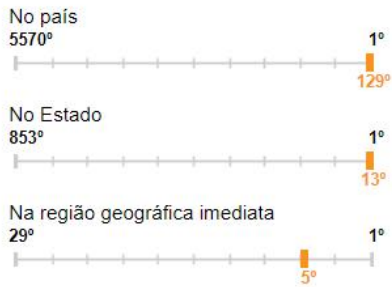 No país
5570º 1º
129º
No Estado
853º 1º
13º
Na região geográfica imediata
29º 1º
5º